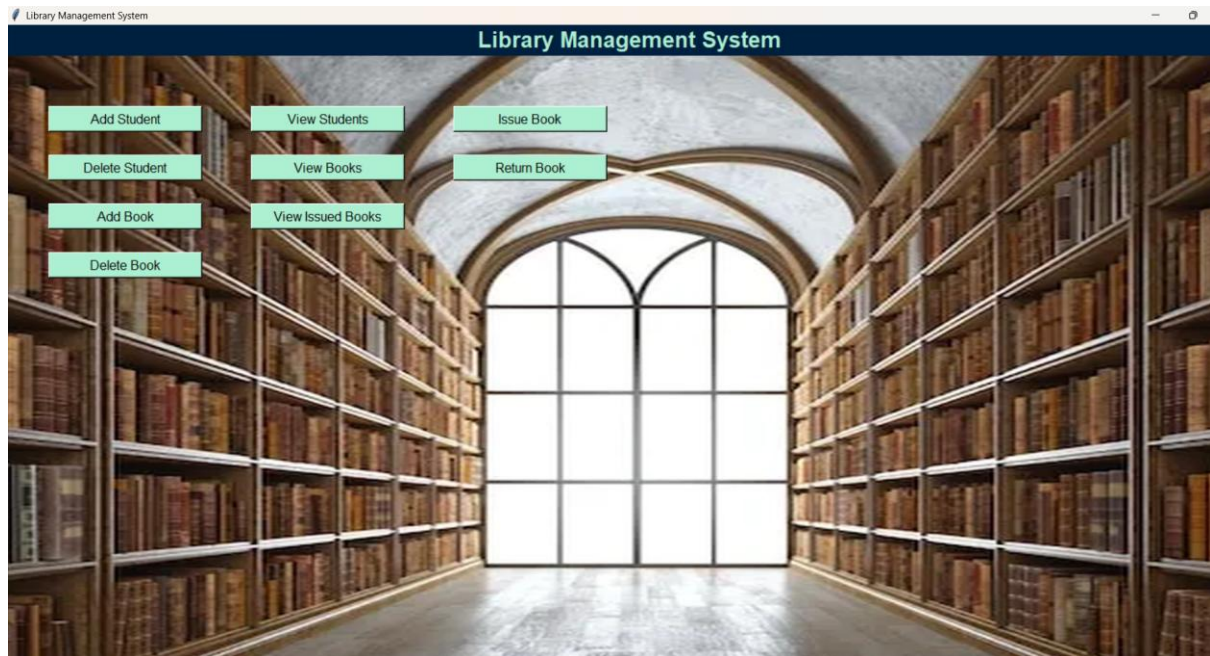 Library Management System
Library Management System
Add Student
View Students
Issue Book
Delete Student
View Books
Return Book
Add Book
View Issued Books
Delete Book